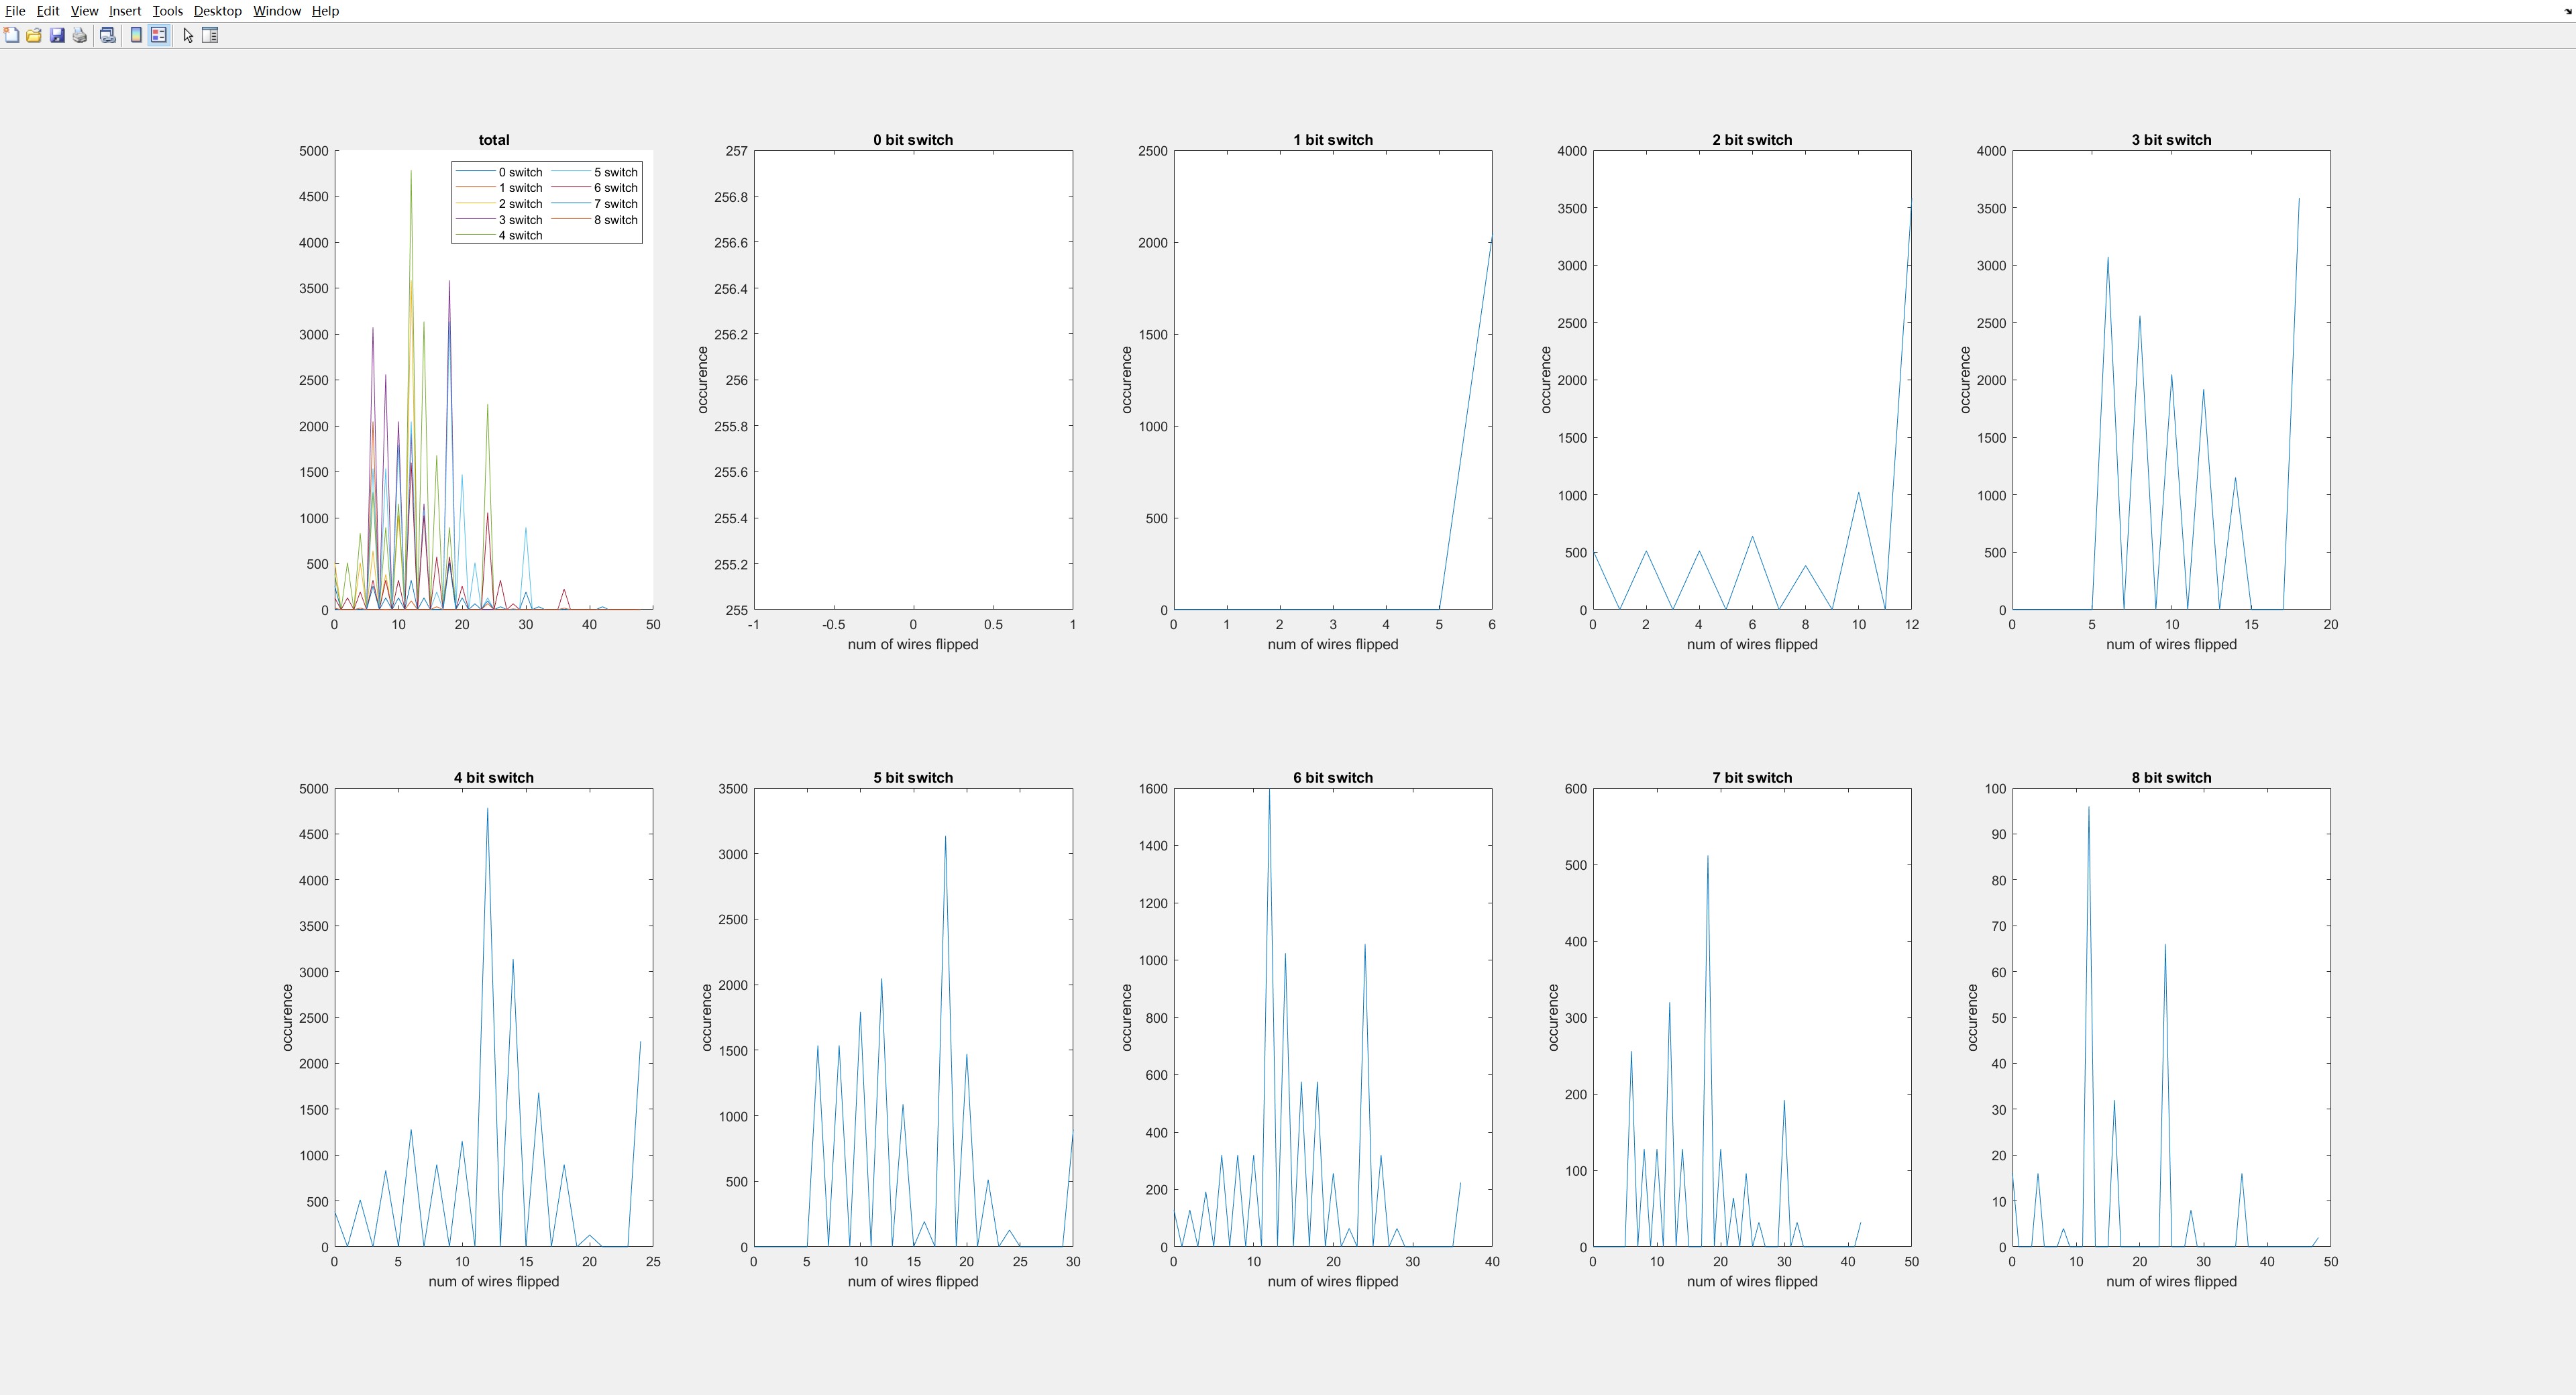 File Edit View Insert Tools Desktop Window Help
total
5000
4500
4000
3500
3000
2500
2000
1500
1000
500
0
0 10 20 30 40 50
0 switch 5 switch
1 switch 6 switch
2 switch 7 switch
3 switch 8 switch
4 switch
0 bit switch
257
256.8
256.6
256.4
256.2
256
255.8
255.6
255.4
255.2
255
occurence
-1 -0.5 0 0.5 1
num of wires flipped
1 bit switch
2500
2000
1500
1000
500
0
occurence
0 1 2 3 4 5 6
num of wires flipped
2 bit switch
4000
3500
3000
2500
2000
1500
1000
500
0
occurence
0 2 4 6 8 10 12
num of wires flipped
3 bit switch
4000
3500
3000
2500
2000
1500
1000
500
0
occurence
0 5 10 15 20
num of wires flipped
4 bit switch
5000
4500
4000
3500
3000
2500
2000
1500
1000
500
0
occurence
0 5 10 15 20 25
num of wires flipped
5 bit switch
3500
3000
2500
2000
1500
1000
500
0
occurence
0 5 10 15 20 25 30
num of wires flipped
6 bit switch
1600
1400
1200
1000
800
600
400
200
0
occurence
0 10 20 30 40
num of wires flipped
7 bit switch
600
500
400
300
200
100
0
occurence
0 10 20 30 40 50
num of wires flipped
8 bit switch
100
90
80
70
60
50
40
30
20
10
0
occurence
0 10 20 30 40 50
num of wires flipped